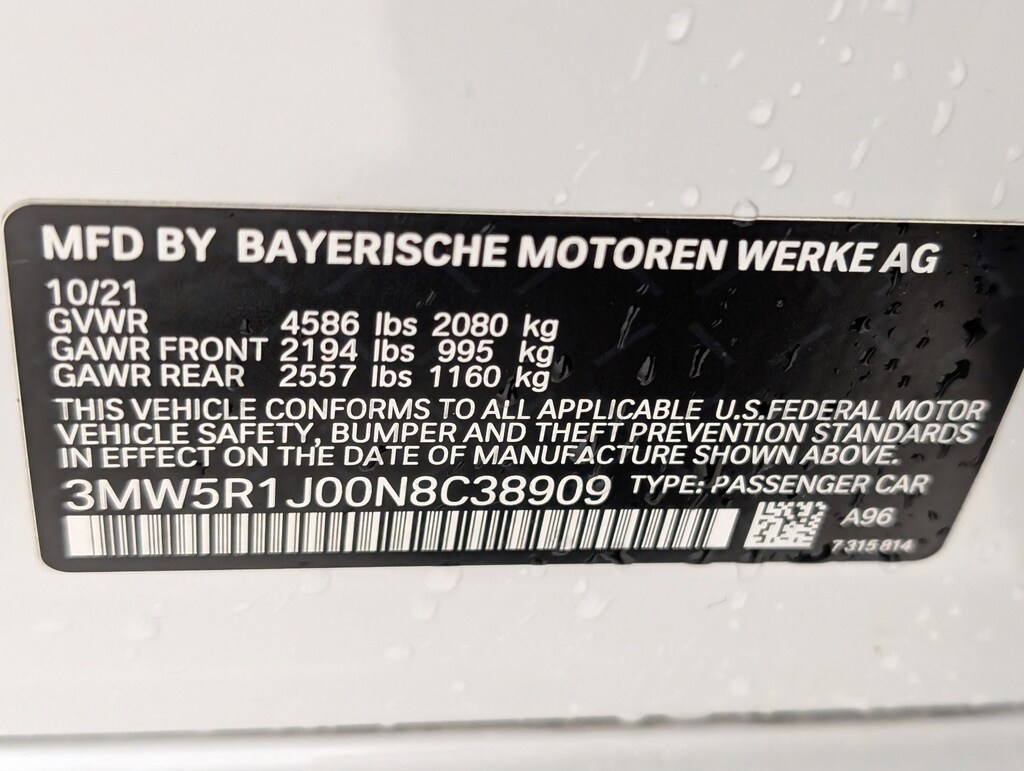 MFD BY BAYERISCHE MOTOREN WERKE AG
10/21
GVWR 4586 lbs 2080 kg
GAWR FRONT 2194 lbs 995 kg
GAWR REAR 2557 lbs 1160 kg
THIS VEHICLE CONFORMS TO ALL APPLICABLE U.S.FEDERAL MOTOR
VEHICLE SAFETY, BUMPER AND THEFT PREVENTION STANDARDS
IN EFFECT ON THE DATE OF MANUFACTURE SHOWN ABOVE.
3MW5R1J00N8C38909 TYPE: PASSENGER CAR
A96
7 315 814